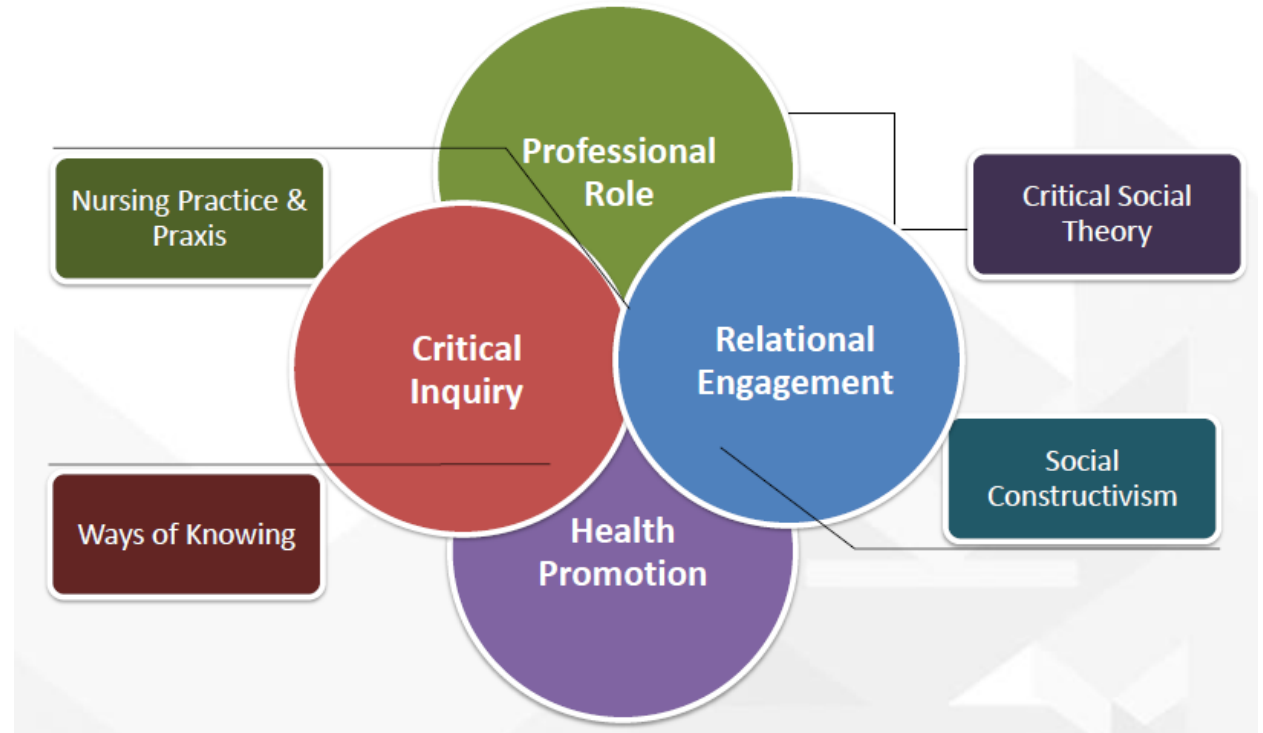 Professional
Role
Nursing Practice &
Praxis
Critical Social
Theory
Critical
Inquiry
Relational
Engagement
Ways of Knowing
Social
Constructivism
Health
Promotion